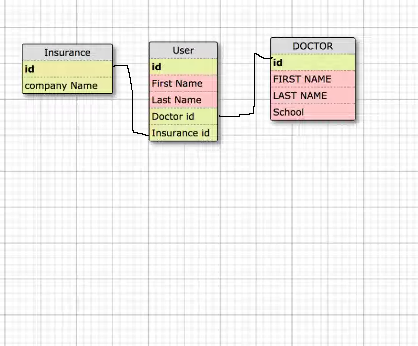 Insurance
id
company Name
User
id
First Name
Last Name
Doctor id
Insurance id
DOCTOR
id
FIRST NAME
LAST NAME
School